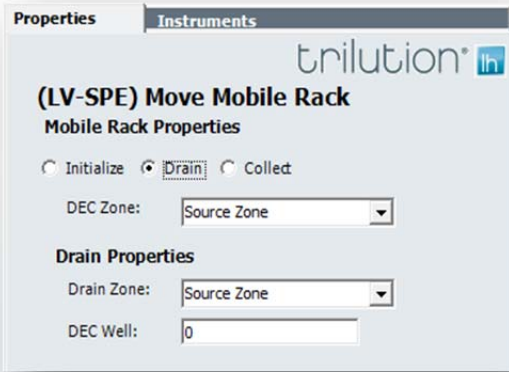 Properties Instruments
trilution® lh
(LV-SPE) Move Mobile Rack
Mobile Rack Properties
Initialize Drain Collect
DEC Zone: Source Zone
Drain Properties
Drain Zone: Source Zone
DEC Well: 0